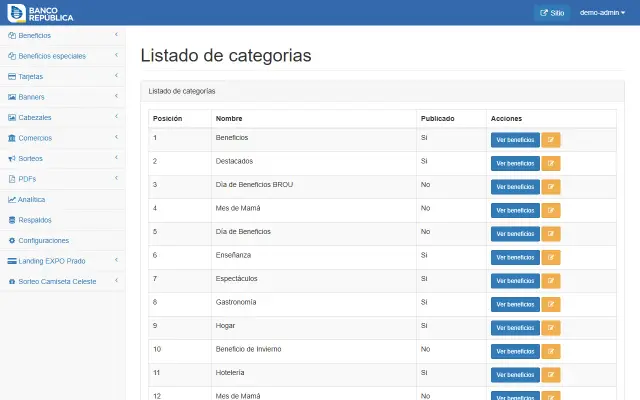 BANCO
REPÚBLICA
Sitio
demo-admin
Beneficios
Beneficios especiales
Tarjetas
Banners
Cabezales
Comercios
Sorteos
PDFs
Analítica
Respaldos
Configuraciones
Landing EXPO Prado
Sorteo Camiseta Celeste
Listado de categorias
Listado de categorías
Posición Nombre Publicado Acciones
1 Beneficios Si Ver beneficios
2 Destacados Si Ver beneficios
3 Día de Beneficios BROU No Ver beneficios
4 Mes de Mamá No Ver beneficios
5 Día de Beneficios No Ver beneficios
6 Enseñanza Si Ver beneficios
7 Espectáculos Si Ver beneficios
8 Gastronomía Si Ver beneficios
9 Hogar Si Ver beneficios
10 Beneficio de Invierno No Ver beneficios
11 Hotelería Si Ver beneficios
12 Mes de Mamá No Ver beneficios